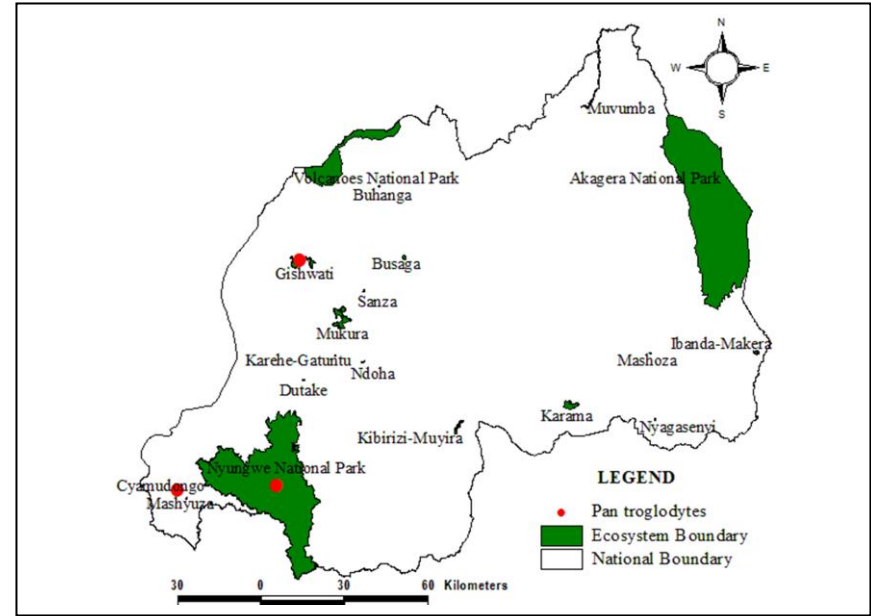 N
W E
S
Muvumba
Volcanoes National Park
Akagera National Park
Buhanga
Gishwati
Busaga
Sanza
Mukura
Ibanda-Makera
Karehe-Gaturitu
Ndoha
Mashoza
Dutake
Karama
Kibirizi-Muyira
Nyagasenyi
Nyungwe National Park
Cyamudongo
Mashyuza
LEGEND
Pan troglodytes
Ecosystem Boundary
National Boundary
30 0 30 60 Kilometers